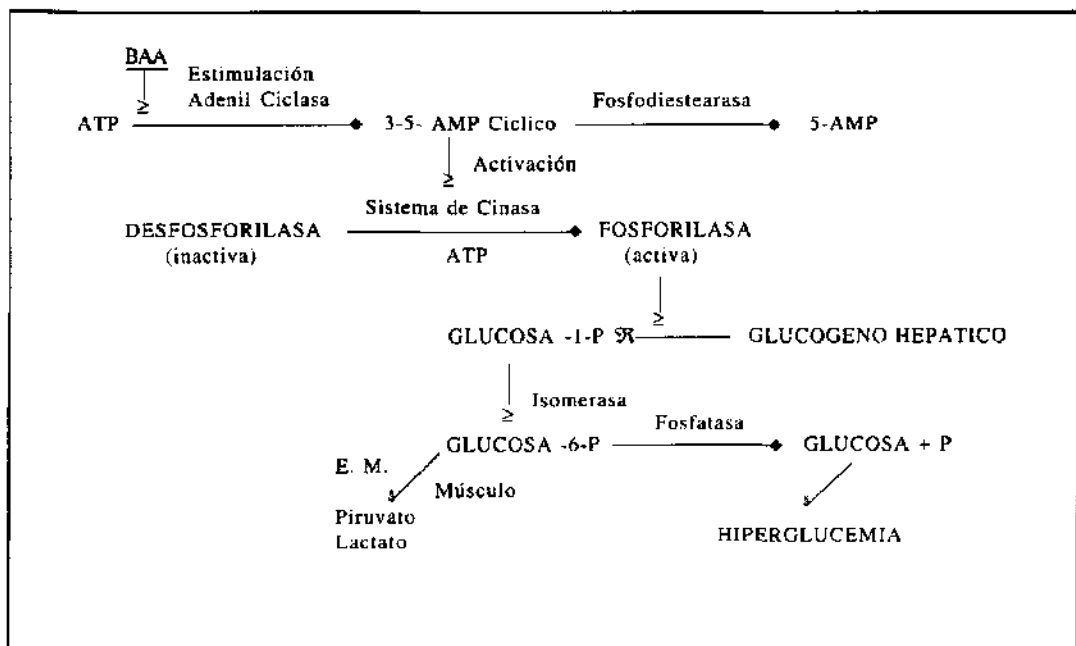 BAA
Estimulación
Adenil Ciclasa
Fosfodiestearasa
≥
ATP
3-5- AMP Cíclico
5-AMP
Activación
≥
Sistema de Cinasa
DESFOSFORILASA
FOSFORILASA
(inactiva)
ATP
(activa)
≥
GLUCOSA -1-P ℜ
GLUCOGENO HEPATICO
Isomerasa
≥
Fosfatasa
GLUCOSA -6-P
GLUCOSA + P
E. M.
Músculo
Piruvato
Lactato
HIPERGLUCEMIA